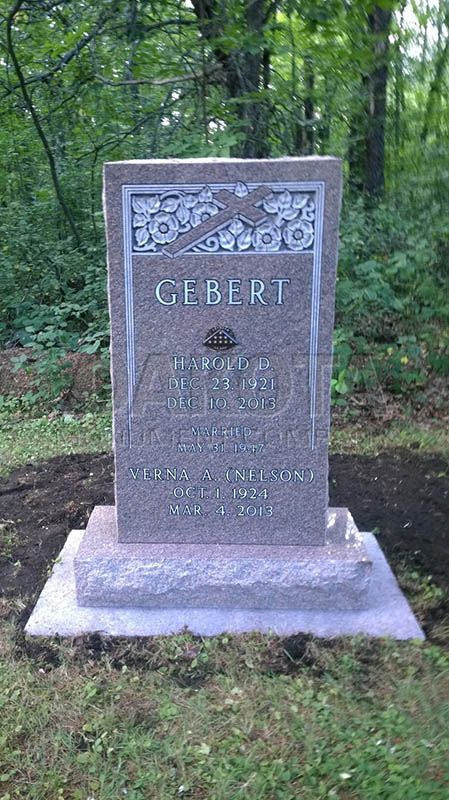 GEBERT
HAROLD D.
DEC. 23. 1921
DEC. 10. 2013
MARRIED
MAY 31. 1947
VERNA A. (NELSON)
OCT. 1. 1924
MAR. 4. 2013